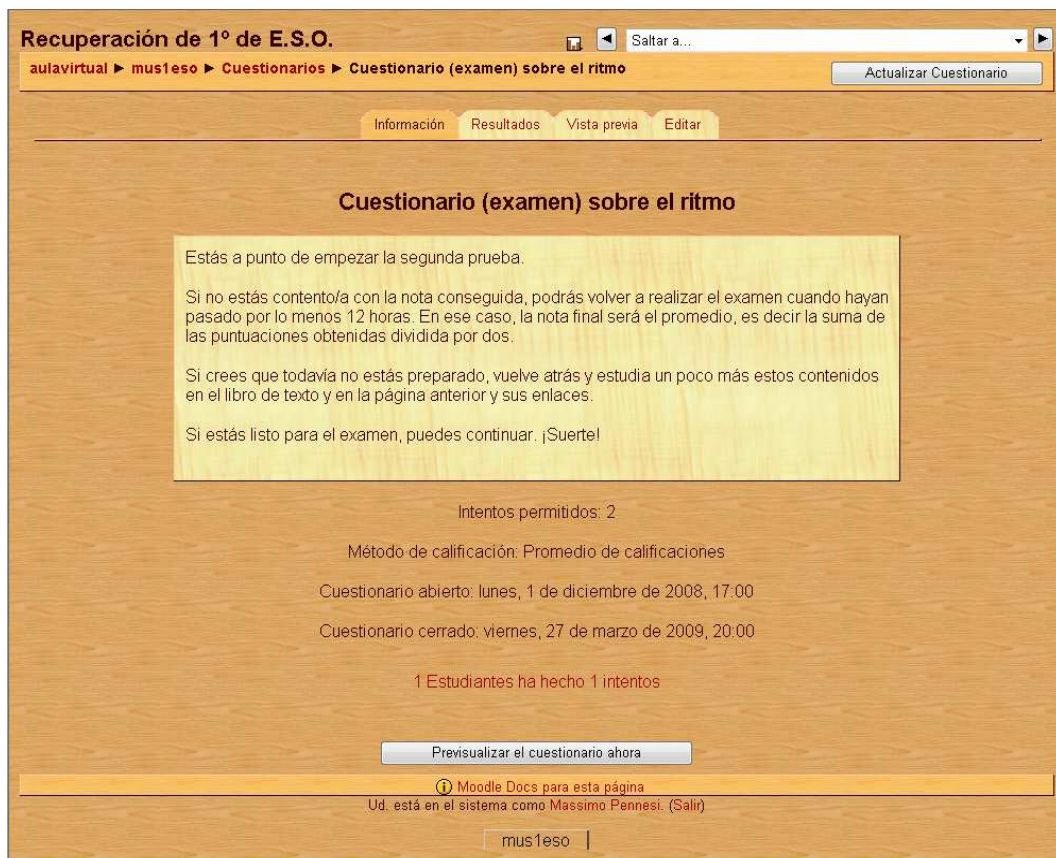 Recuperación de 1º de E.S.O.
Saltar a...
aulavirtual ► mus1eso ► Cuestionarios ► Cuestionario (examen) sobre el ritmo
Actualizar Cuestionario
Información Resultados Vista previa Editar
Cuestionario (examen) sobre el ritmo
Estás a punto de empezar la segunda prueba.
Si no estás contento/a con la nota conseguida, podrás volver a realizar el examen cuando hayan
pasado por lo menos 12 horas. En ese caso, la nota final será el promedio, es decir la suma de
las puntuaciones obtenidas dividida por dos.
Si crees que todavía no estás preparado, vuelve atrás y estudia un poco más estos contenidos
en el libro de texto y en la página anterior y sus enlaces.
Si estás listo para el examen, puedes continuar. ¡Suerte!
Intentos permitidos: 2
Método de calificación: Promedio de calificaciones
Cuestionario abierto: lunes, 1 de diciembre de 2008, 17:00
Cuestionario cerrado: viernes, 27 de marzo de 2009, 20:00
1 Estudiantes ha hecho 1 intentos
Previsualizar el cuestionario ahora
Moodle Docs para esta página
Ud. está en el sistema como Massimo Pennesi. (Salir)
mus1eso